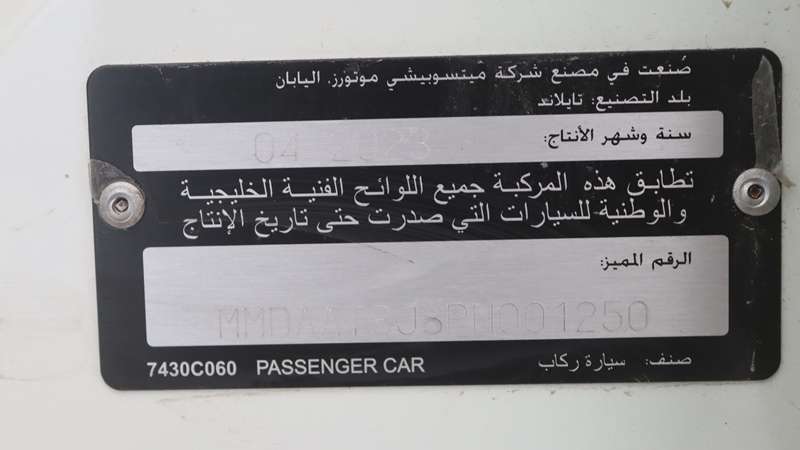 صُنعت في مصنع شركة ميتسوبيشي موتورز، اليابان
بلد التصنيع: تايلاند
سنة وشهر الأنتاج:
04 2023
تطابق هذه المركبة جميع اللوائح الفنية الخليجية
والوطنية للسيارات التي صدرت حتى تاريخ الإنتاج
الرقم المميز:
صنف: سيارة ركاب
7430C060 PASSENGER CAR